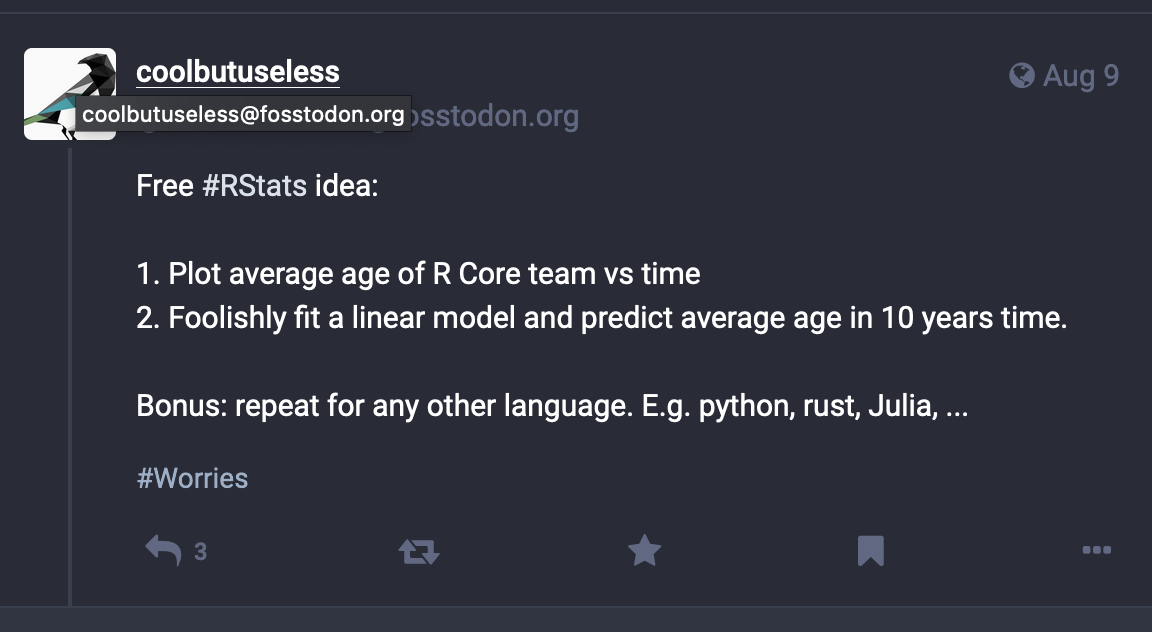 coolbutuseless
Aug 9
coolbutuseless@fosstodon.org
osstodon.org
Free #RStats idea:
1. Plot average age of R Core team vs time
2. Foolishly fit a linear model and predict average age in 10 years time.
Bonus: repeat for any other language. E.g. python, rust, Julia, ...
#Worries
3